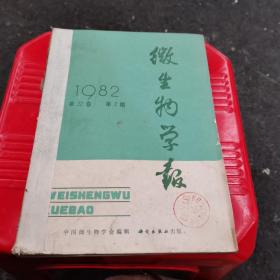 微生物学报
1982
第22卷 第2期
WEISHENGWU
XUEBAO
中国微生物学会编辑 科学出版社出版